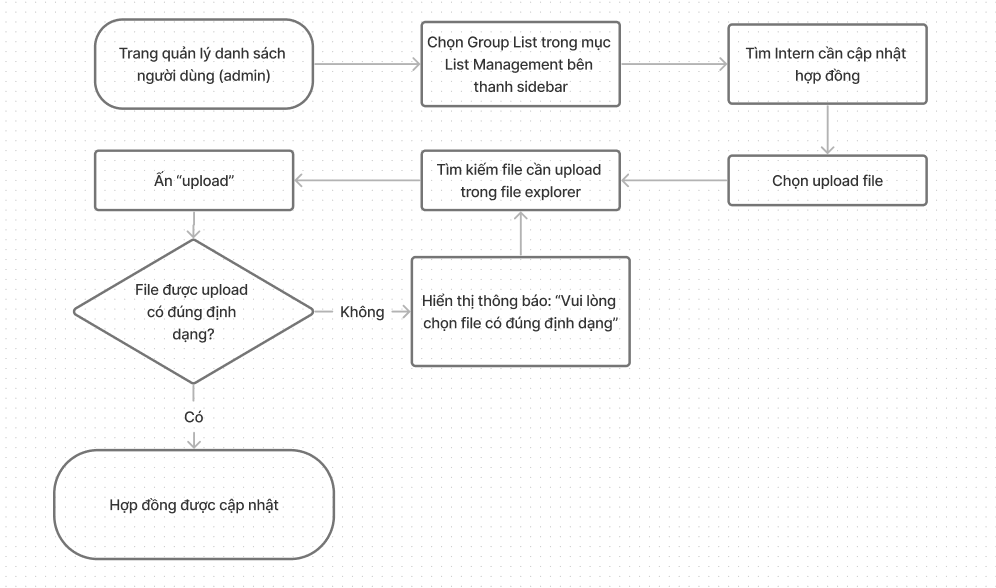 Trang quản lý danh sách
người dùng (admin)
Chọn Group List trong mục
List Management bên
thanh sidebar
Tìm Intern cần cập nhật
hợp đồng
Chọn upload file
Tìm kiếm file cần upload
trong file explorer
Ấn “upload”
File được upload
có đúng định
dạng?
Không
Hiển thị thông báo: “Vui lòng
chọn file có đúng định dạng”
Có
Hợp đồng được cập nhật